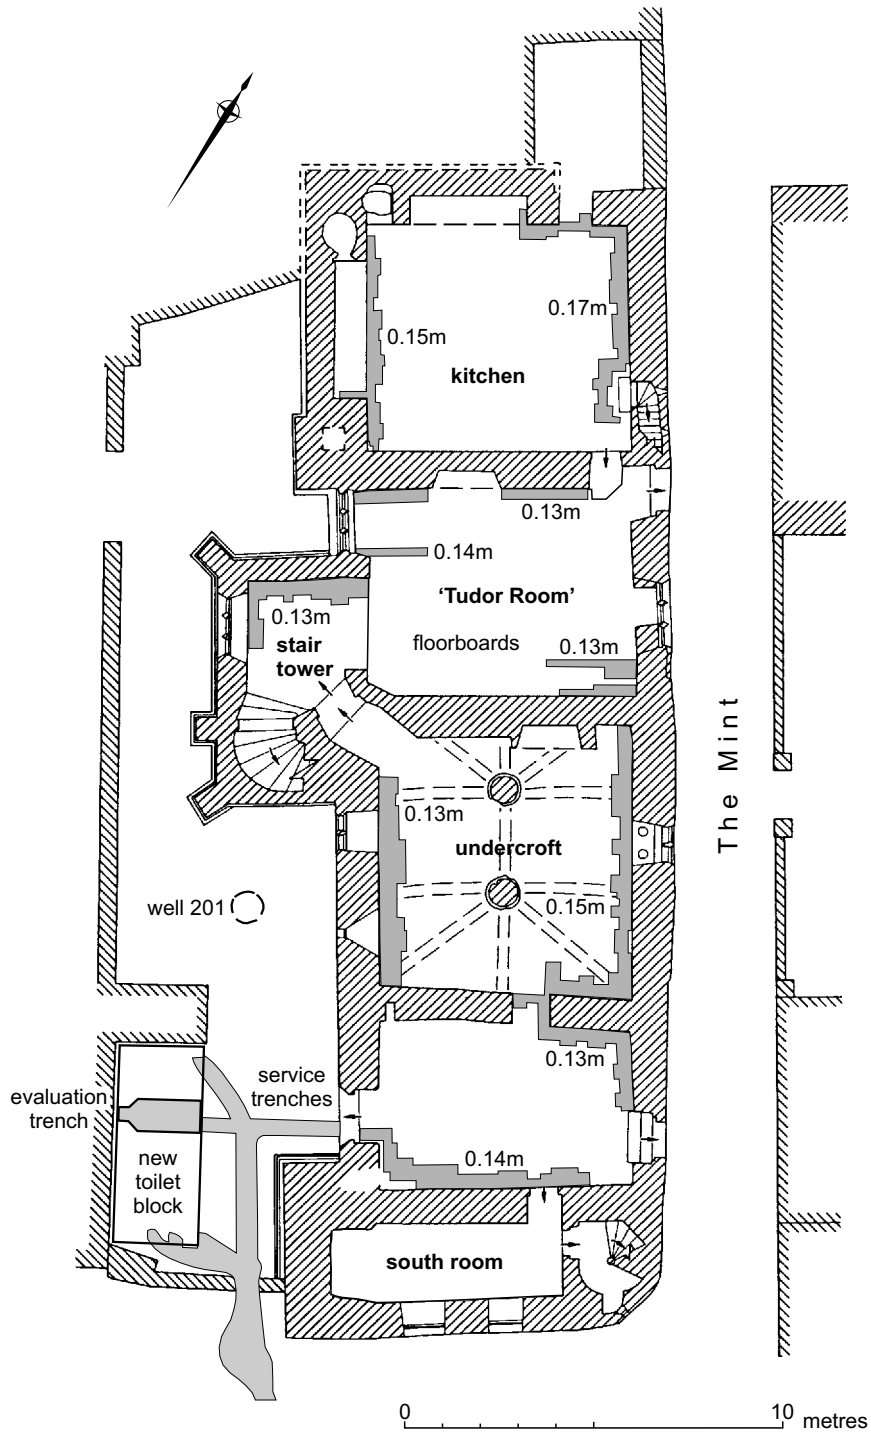 0.17m
0.15m
kitchen
0.13m
0.14m
'Tudor Room'
0.13m
stair
tower
floorboards
0.13m
The Mint
0.13m
undercroft
well 201
0.15m
0.13m
service
trenches
evaluation
trench
new
toilet
block
0.14m
south room
0
10
metres